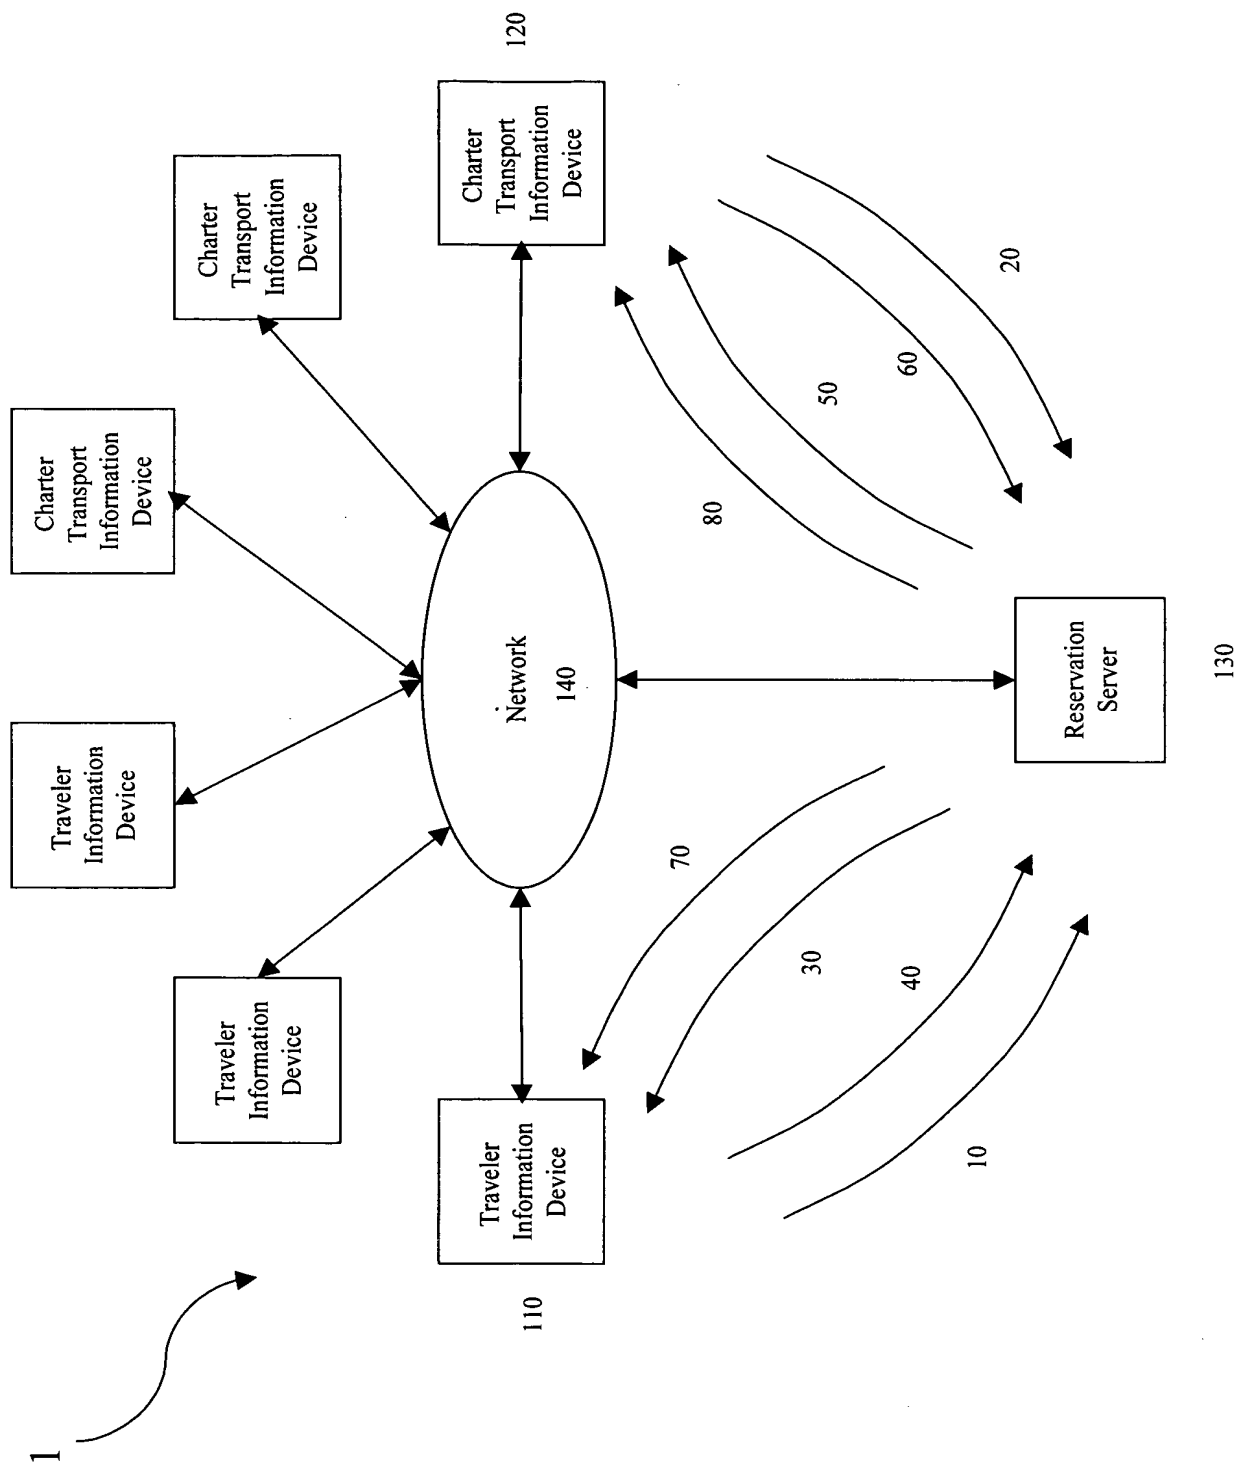 1
Traveler
Information
Device
Charter
Transport
Information
Device
Traveler
Information
Device
Charter
Transport
Information
Device
110
Traveler
Information
Device
Network
140
Charter
Transport
Information
Device
120
70
80
30
50
40
60
10
20
Reservation
Server
130